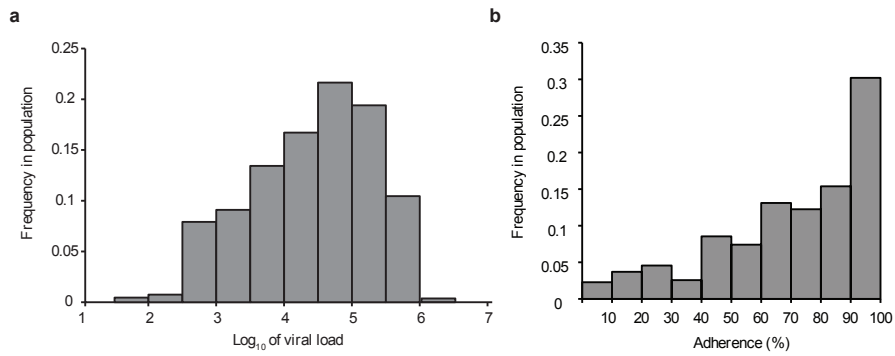 a
0.25
0.2
0.15
0.1
0.05
0
Frequency in population
1 2 3 4 5 6 7
Log10 of viral load
b
0.35
0.3
0.25
0.2
0.15
0.1
0.05
0
Frequency in population
10 20 30 40 50 60 70 80 90 100
Adherence (%)